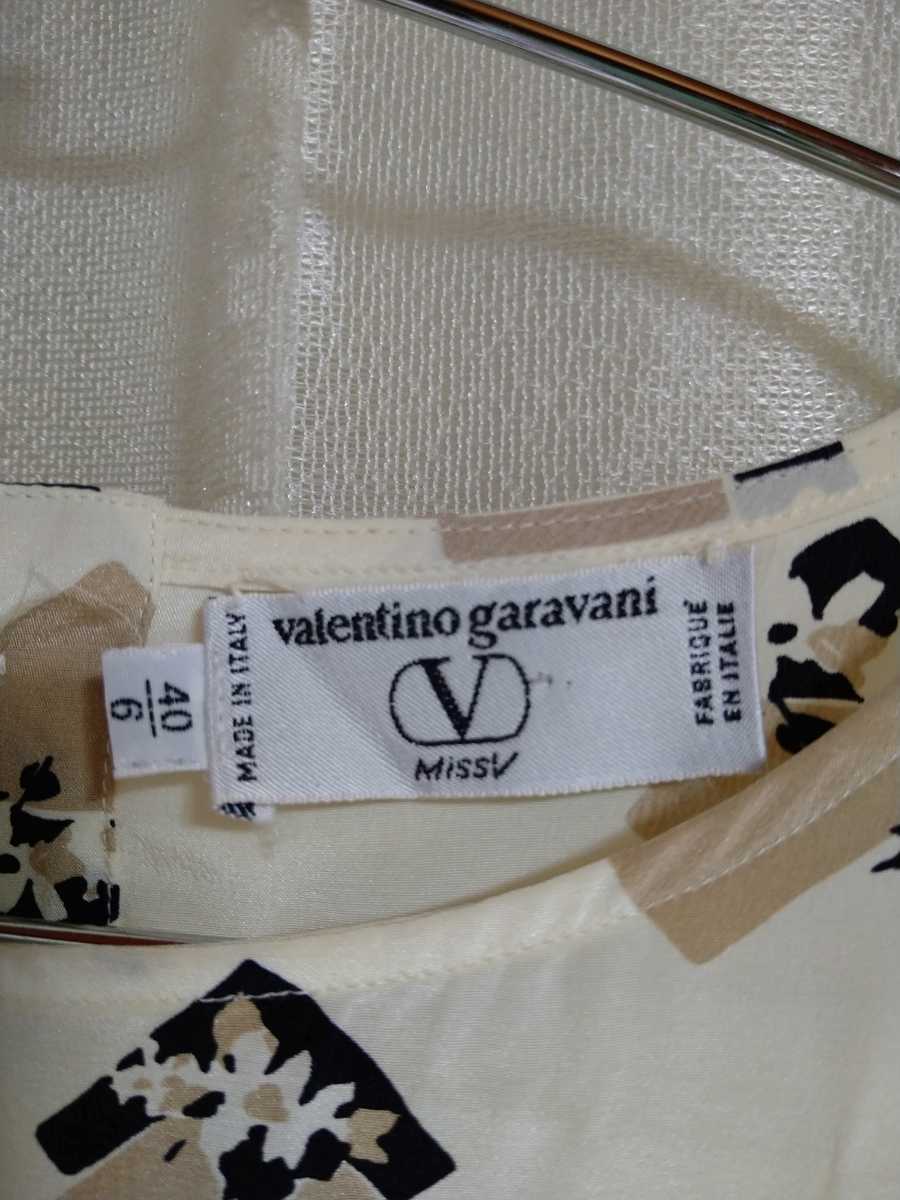 valentino garavani
V
MissV
MADE IN ITALY
FABRIQUÉ
EN ITALIE
40
6